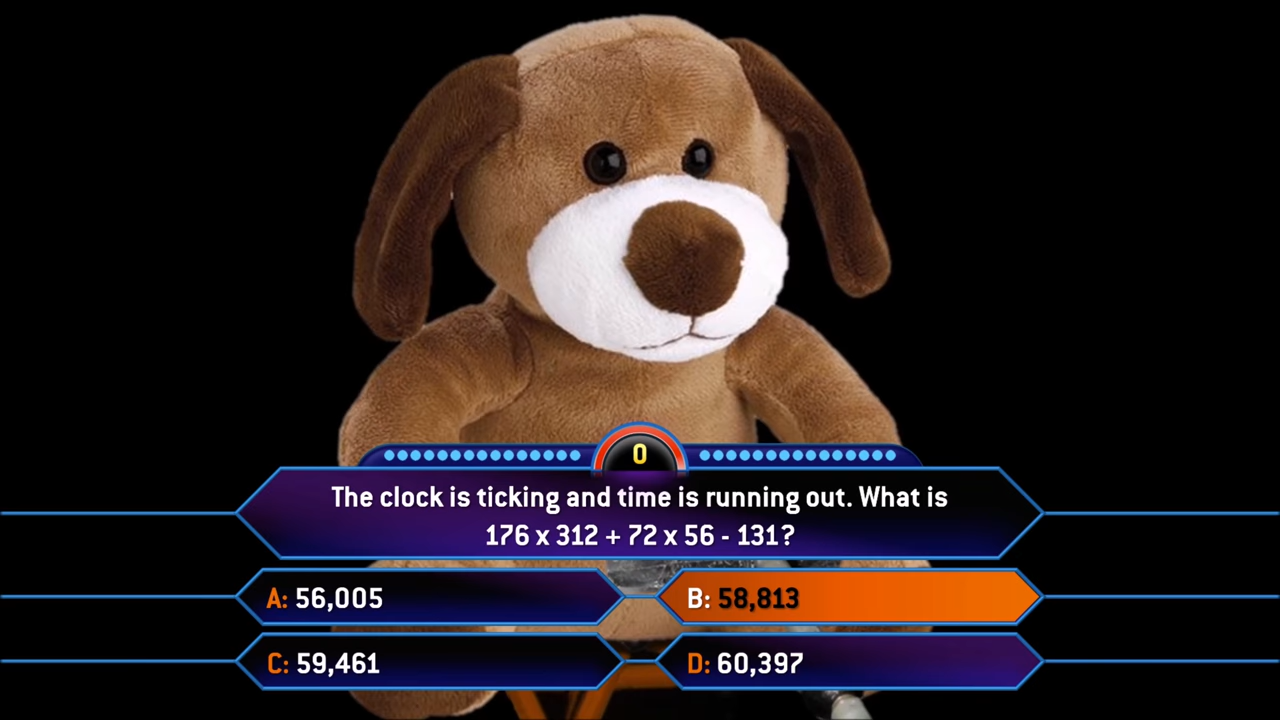 0
The clock is ticking and time is running out. What is
176 x 312 + 72 x 56 - 131?
A: 56,005
B: 58,813
C: 59,461
D: 60,397